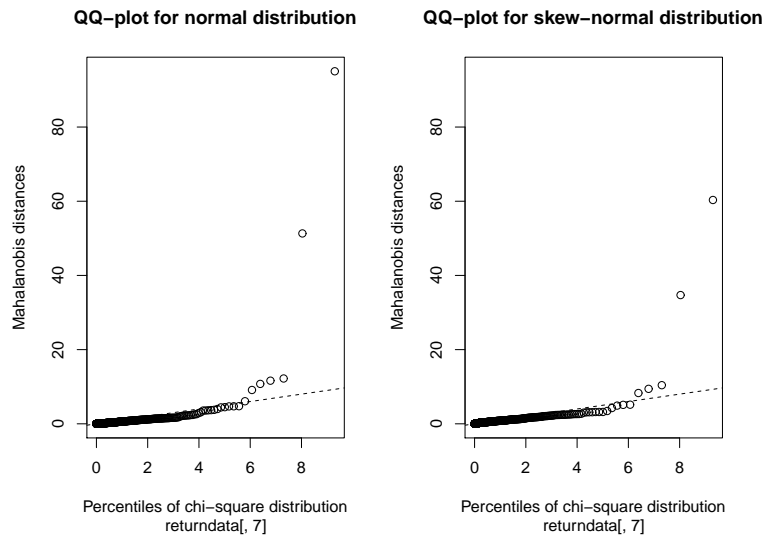 QQ−plot for normal distribution
QQ−plot for skew−normal distribution
Mahalanobis distances
0
20
40
60
80
0 2 4 6 8
Percentiles of chi−square distribution
returndata[, 7]
Mahalanobis distances
0
20
40
60
80
0 2 4 6 8
Percentiles of chi−square distribution
returndata[, 7]